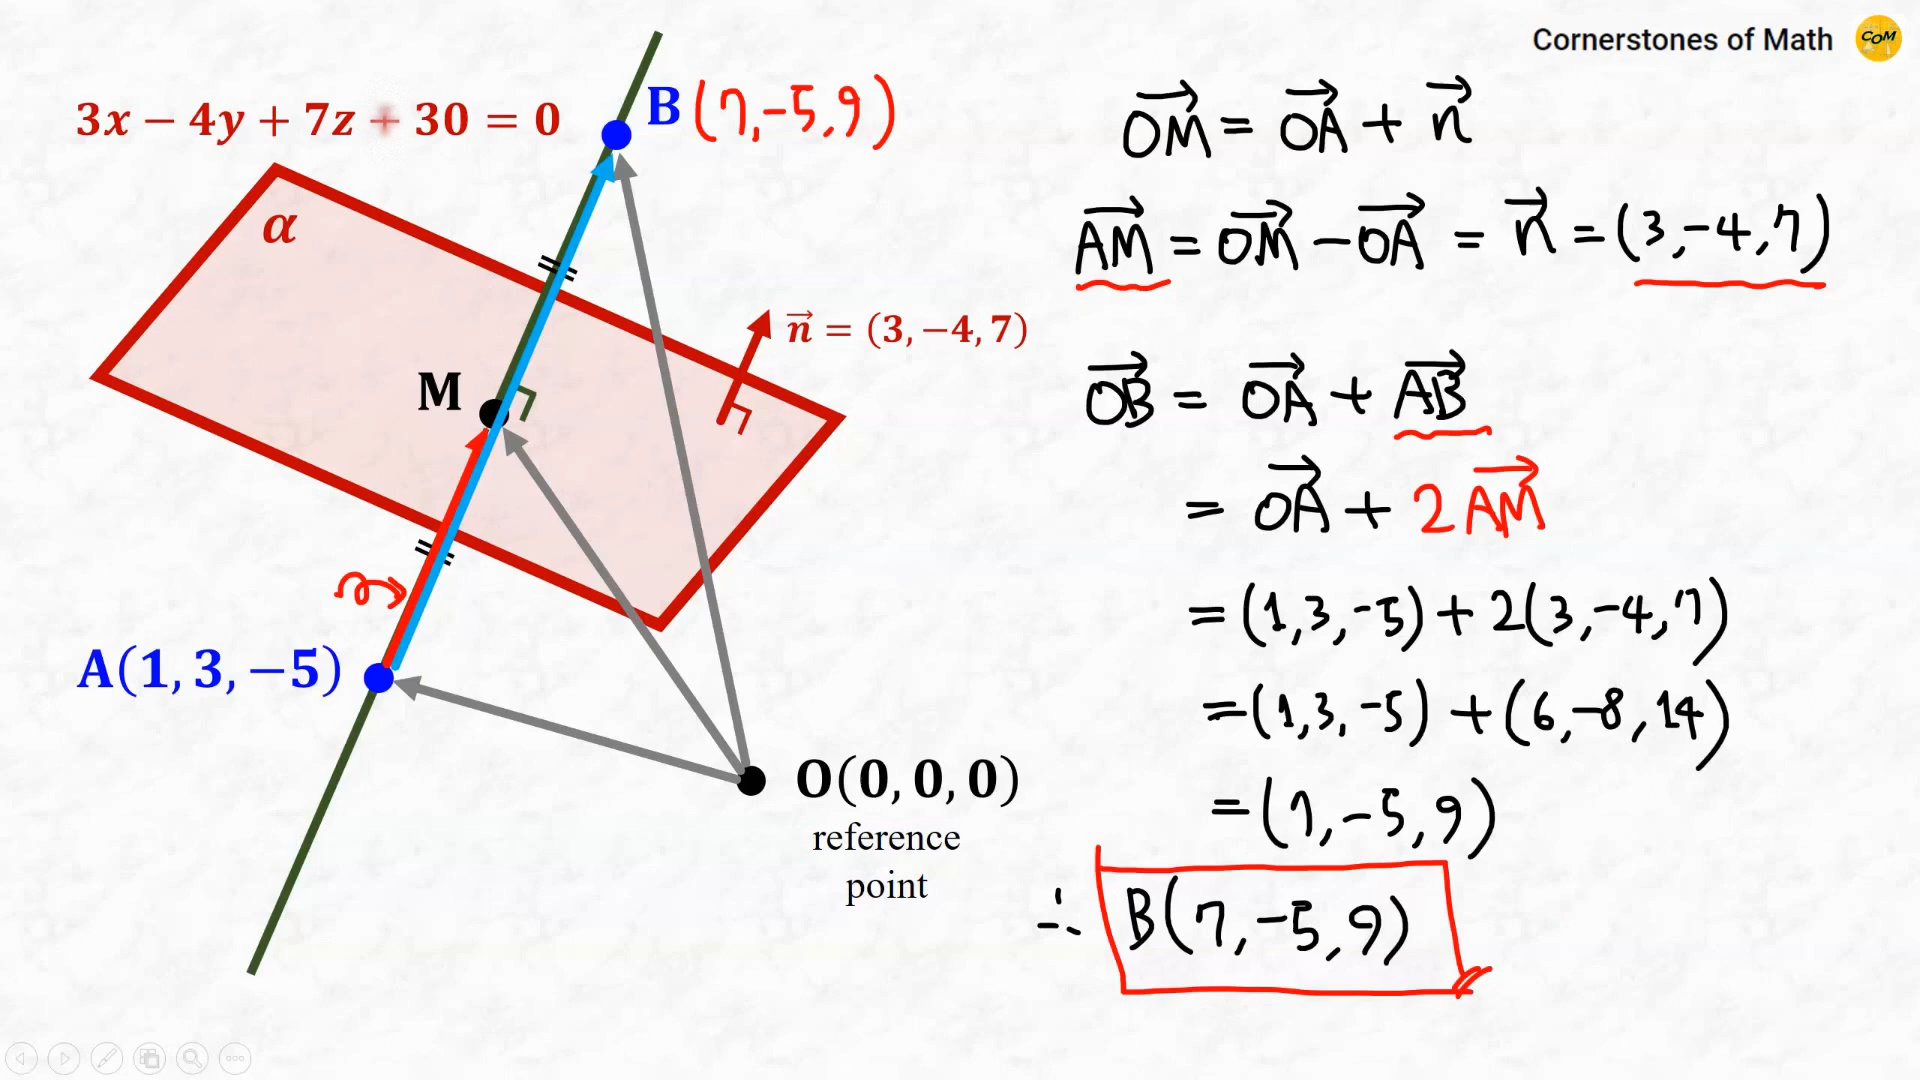 Cornerstones of Math
COM
3x − 4y + 7z + 30 = 0
B (7,-5,9)
α
n⃗ = (3, −4, 7)
M
A(1, 3, −5)
O(0, 0, 0)
reference
point
OM⃗ = OA⃗ + n⃗
AM⃗ = OM⃗ − OA⃗ = n⃗ = (3,-4,7)
OB⃗ = OA⃗ + AB⃗
= OA⃗ + 2AM⃗
= (1,3,-5) + 2(3,-4,7)
= (1,3,-5) + (6,-8,14)
= (7,-5,9)
∴ B(7,-5,9)